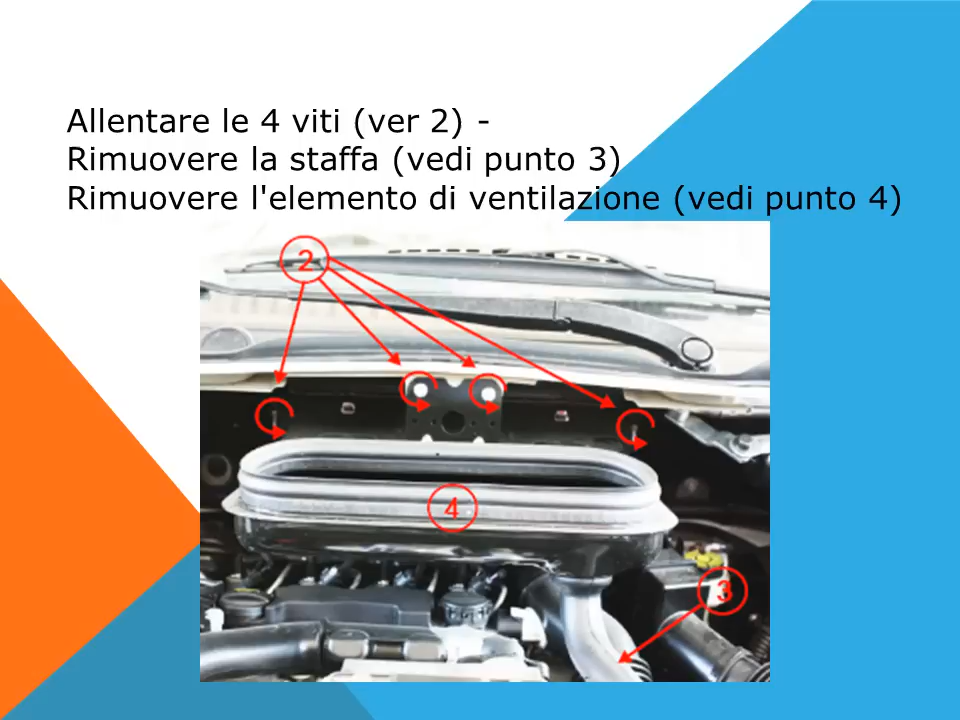 Allentare le 4 viti (ver 2) -
Rimuovere la staffa (vedi punto 3)
Rimuovere l'elemento di ventilazione (vedi punto 4)
2
4
3